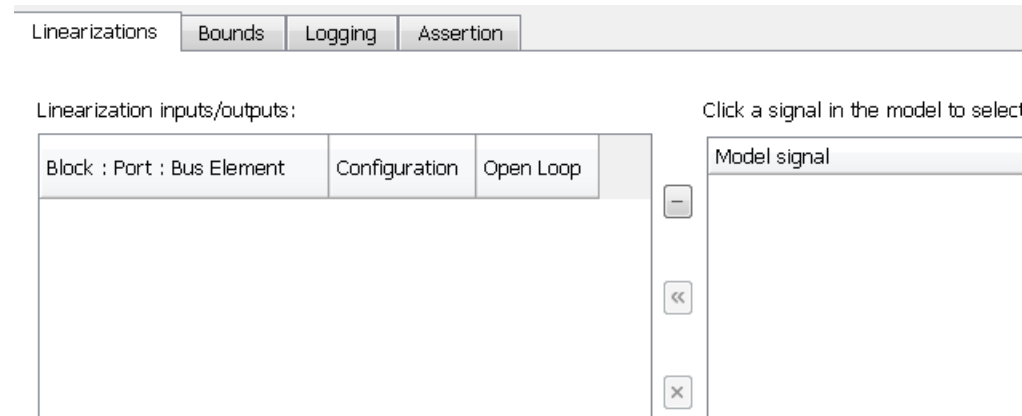 Linearizations Bounds Logging Assertion
Linearization inputs/outputs: Click a signal in the model to select
Block : Port : Bus Element Configuration Open Loop Model signal